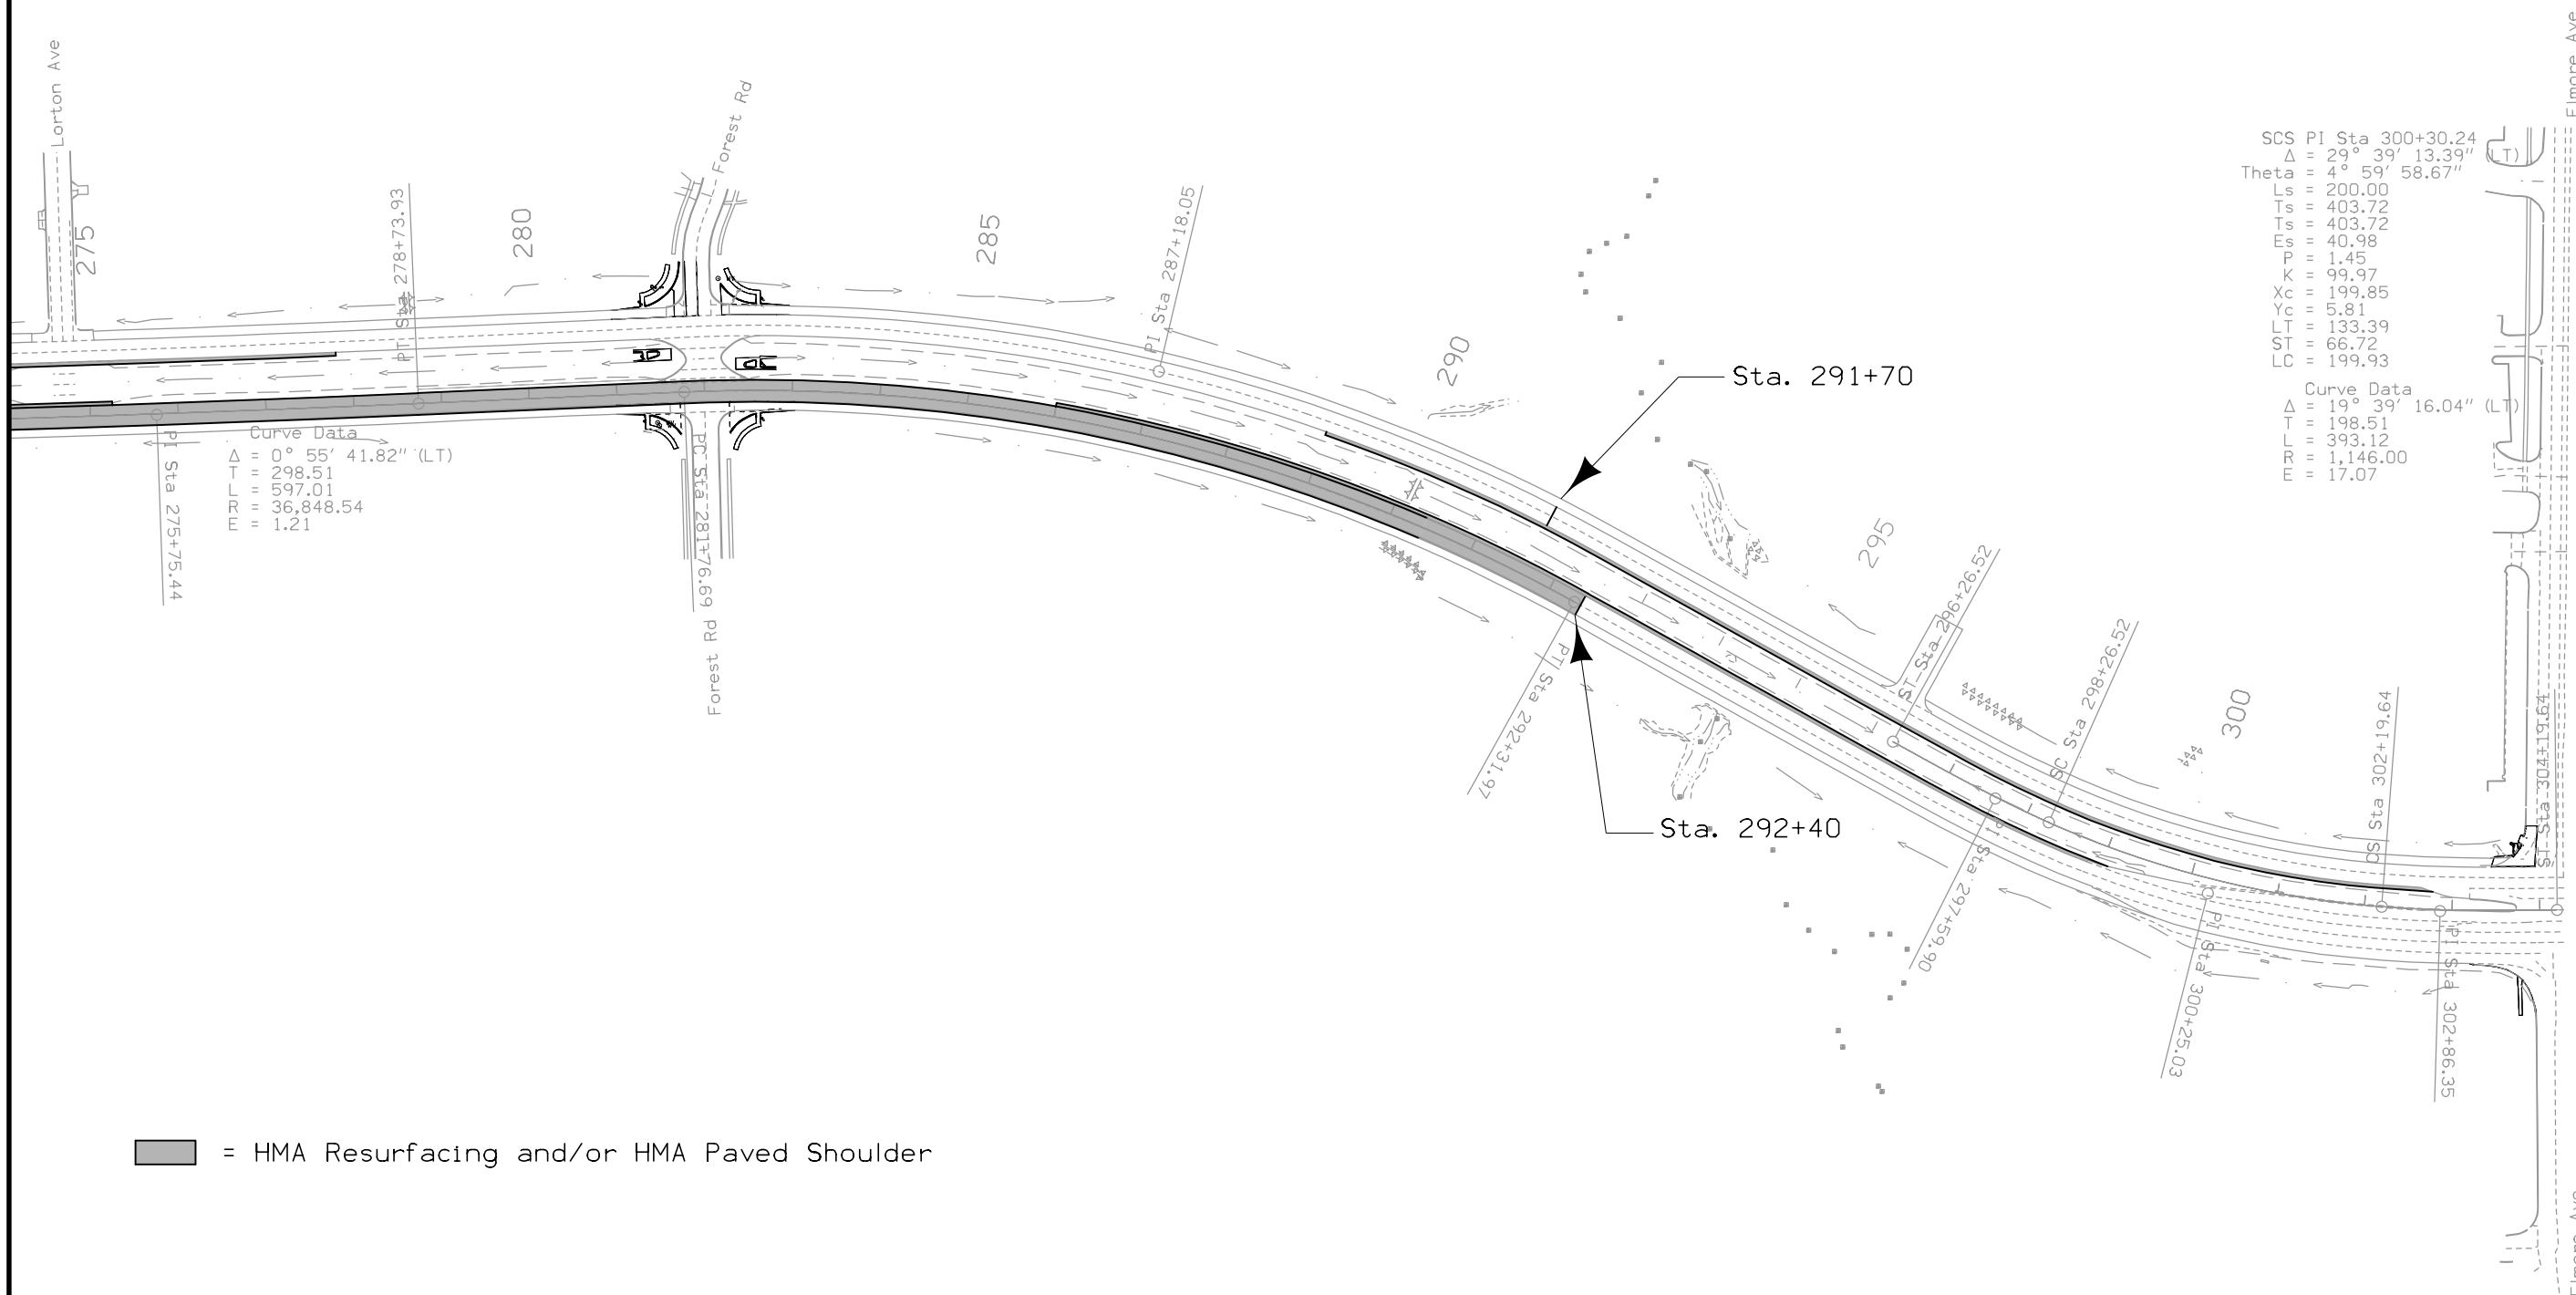 Lorton Ave
275
PT Sta 278+73.93
280
Forest Rd
285
PI Sta 287+18.05
290
Sta. 291+70
295
ST Sta 296+26.52
SC Sta 298+26.52
300
CS Sta 302+19.64
ST Sta 304+19.64
Elmore Ave
SCS PI Sta 300+30.24
Δ = 29° 39′ 13.39″ (LT)
Theta = 4° 59′ 58.67″
Ls = 200.00
Ts = 403.72
Ts = 403.72
Es = 40.98
P = 1.45
K = 99.97
Xc = 199.85
Yc = 5.81
LT = 133.39
ST = 66.72
LC = 199.93
Curve Data
Δ = 19° 39′ 16.04″ (LT)
T = 198.51
L = 393.12
R = 1,146.00
E = 17.07
PI Sta 275+75.44
Curve Data
Δ = 0° 55′ 41.82″ (LT)
T = 298.51
L = 597.01
R = 36,848.54
E = 1.21
PC Sta 281+76.69
Forest Rd
PT Sta 292+31.97
Sta. 292+40
Sta 297+59.90
PI Sta 300+25.03
PI Sta 302+86.35
= HMA Resurfacing and/or HMA Paved Shoulder
Elmore Ave